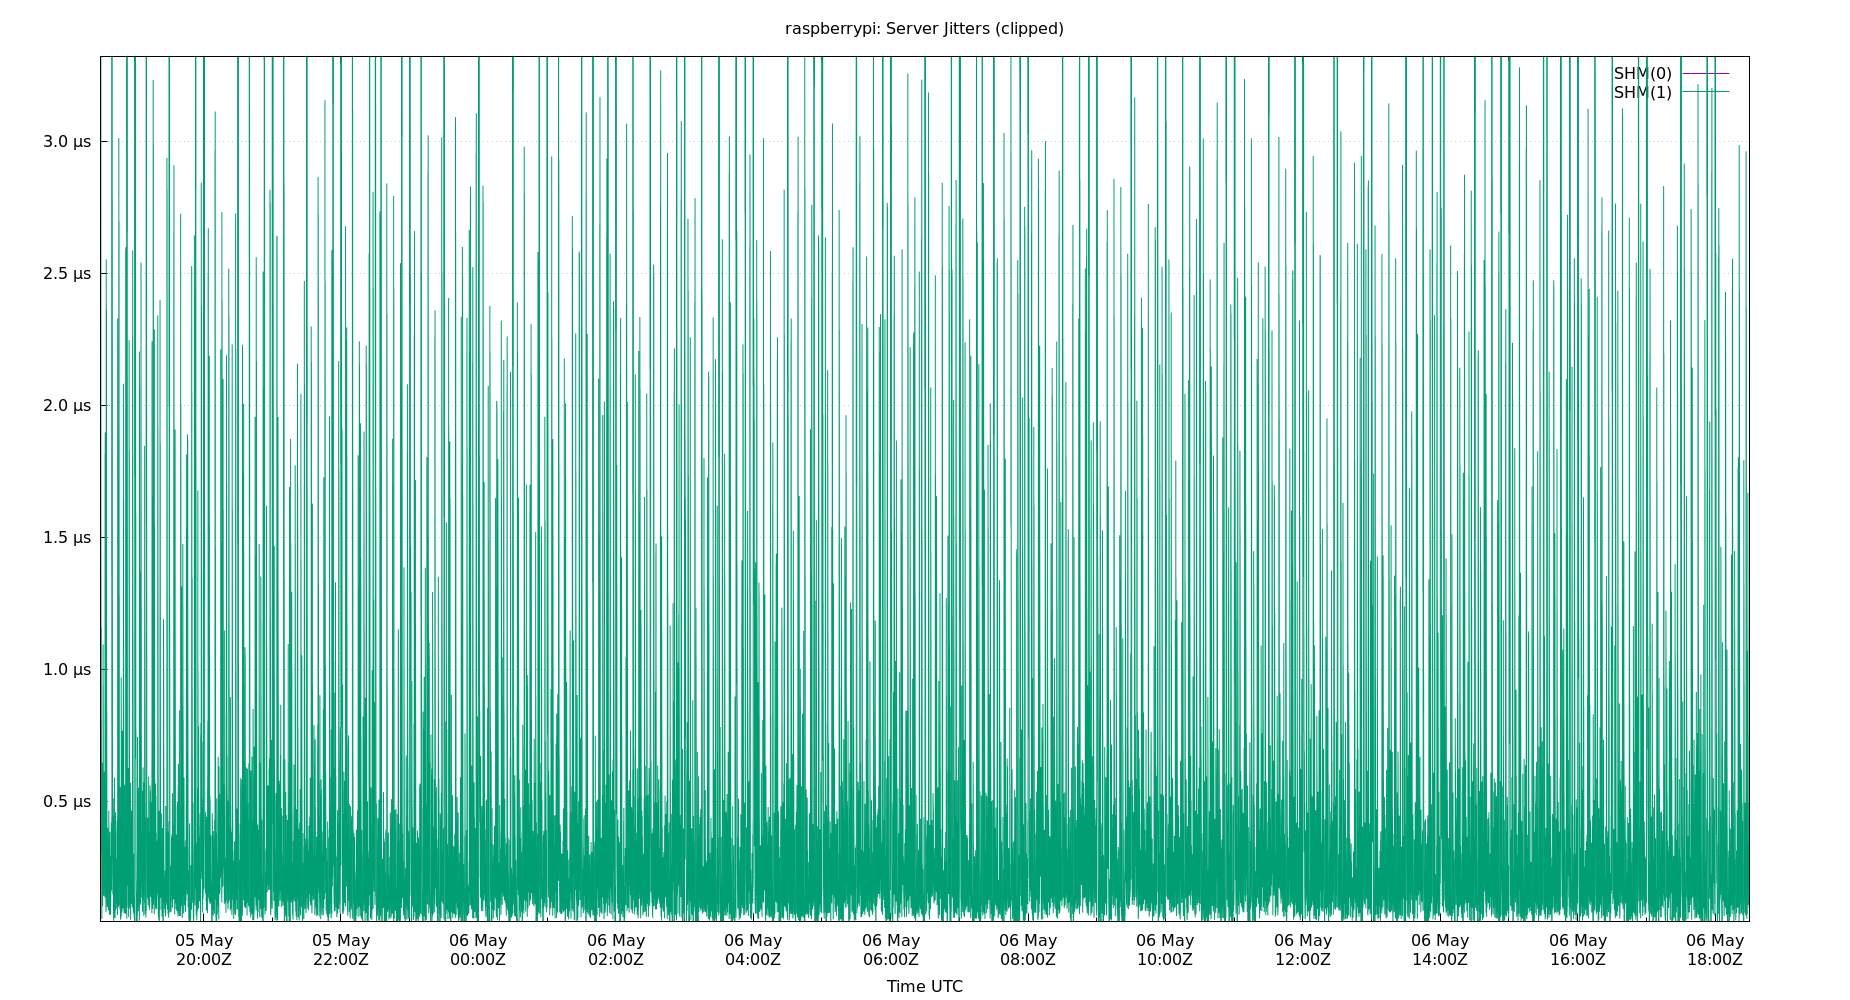 raspberrypi: Server Jitters (clipped)
SHM(0)
SHM(1)
3.0 µs
2.5 µs
2.0 µs
1.5 µs
1.0 µs
0.5 µs
05 May 05 May 06 May 06 May 06 May 06 May 06 May 06 May 06 May 06 May 06 May 06 May
20:00Z 22:00Z 00:00Z 02:00Z 04:00Z 06:00Z 08:00Z 10:00Z 12:00Z 14:00Z 16:00Z 18:00Z
Time UTC